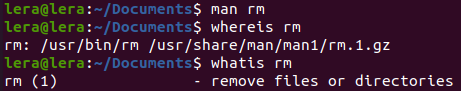 lera@lera:~/Documents$ man rm
lera@lera:~/Documents$ whereis rm
rm: /usr/bin/rm /usr/share/man/man1/rm.1.gz
lera@lera:~/Documents$ whatis rm
rm (1)               - remove files or directories